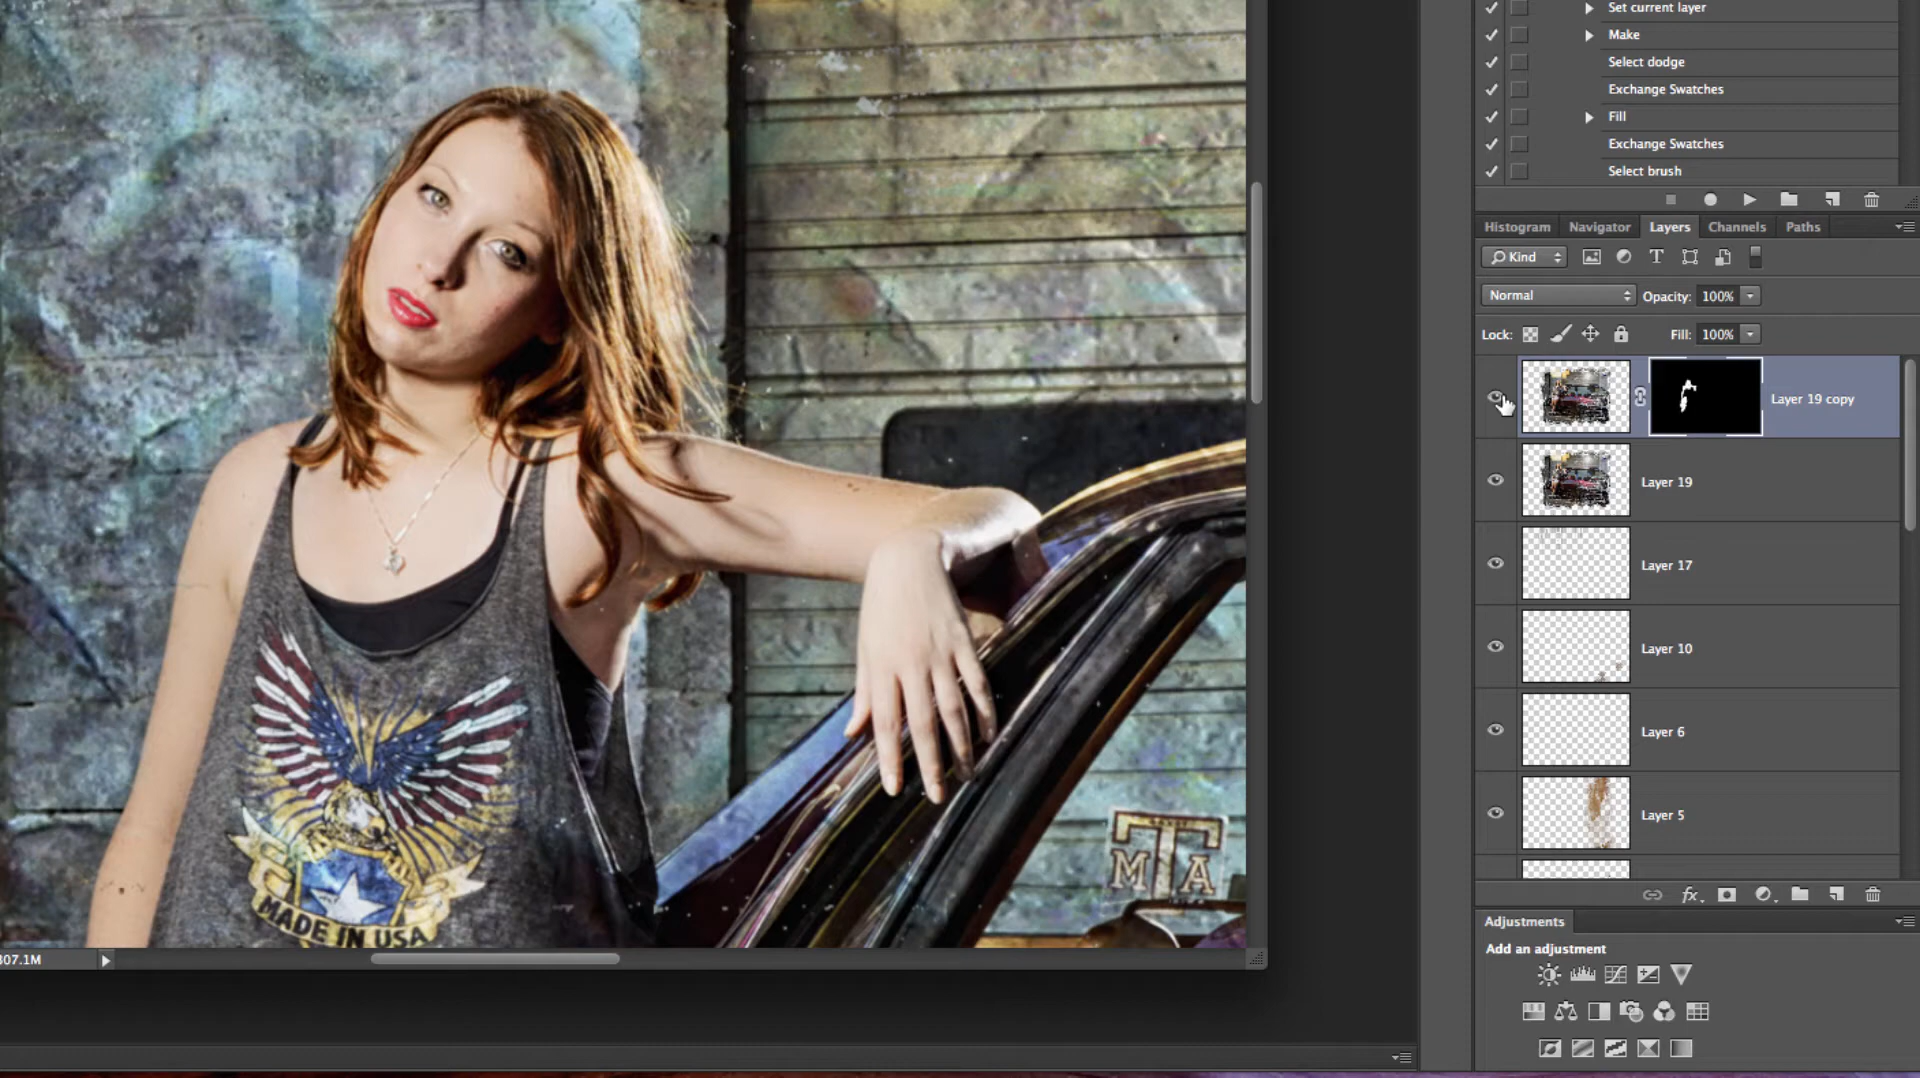 Set current layer
Make
Select dodge
Exchange Swatches
Fill
Exchange Swatches
Select brush
Histogram Navigator Layers Channels Paths
Kind
Normal Opacity: 100%
Lock: Fill: 100%
Layer 19 copy
Layer 19
Layer 17
Layer 10
Layer 6
Layer 5
fx.
Adjustments
Add an adjustment
MADE IN USA
M T A
307.1M